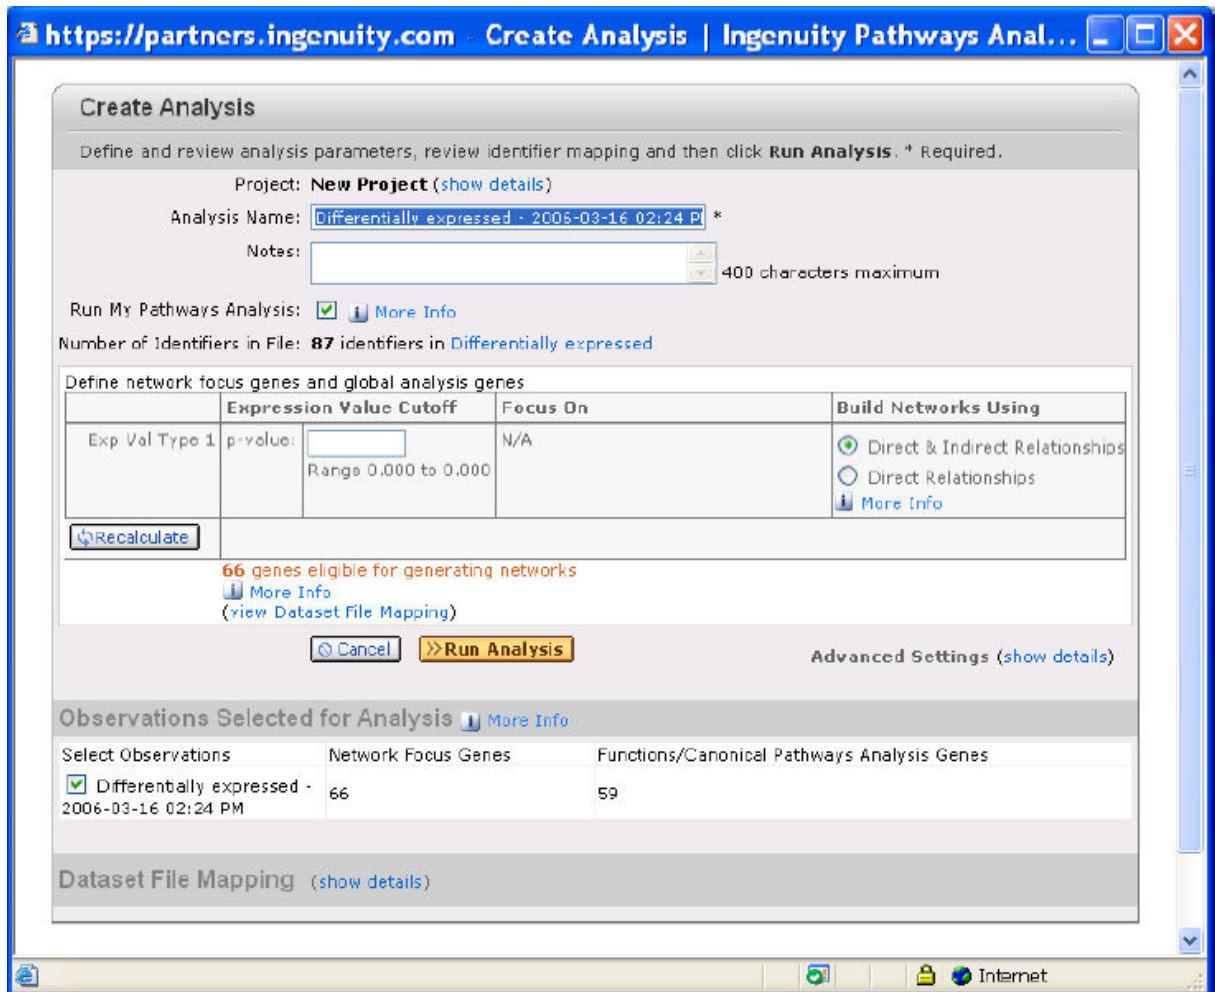 https://partners.ingenuity.com - Create Analysis | Ingenuity Pathways Anal...
Create Analysis
Define and review analysis parameters, review identifier mapping and then click Run Analysis. * Required.
Project: New Project (show details)
Analysis Name: Differentially expressed - 2006-03-16 02:24 P *
Notes:
400 characters maximum
Run My Pathways Analysis: More Info
Number of Identifiers in File: 87 identifiers in Differentially expressed
Define network focus genes and global analysis genes
Expression Value Cutoff Focus On Build Networks Using
Exp Val Type 1 p-value: N/A Direct & Indirect Relationships
Range 0.000 to 0.000 Direct Relationships
More Info
Recalculate
66 genes eligible for generating networks
More Info
(view Dataset File Mapping)
Cancel >>Run Analysis Advanced Settings (show details)
Observations Selected for Analysis More Info
Select Observations Network Focus Genes Functions/Canonical Pathways Analysis Genes
Differentially expressed - 66 59
2006-03-16 02:24 PM
Dataset File Mapping (show details)
Internet